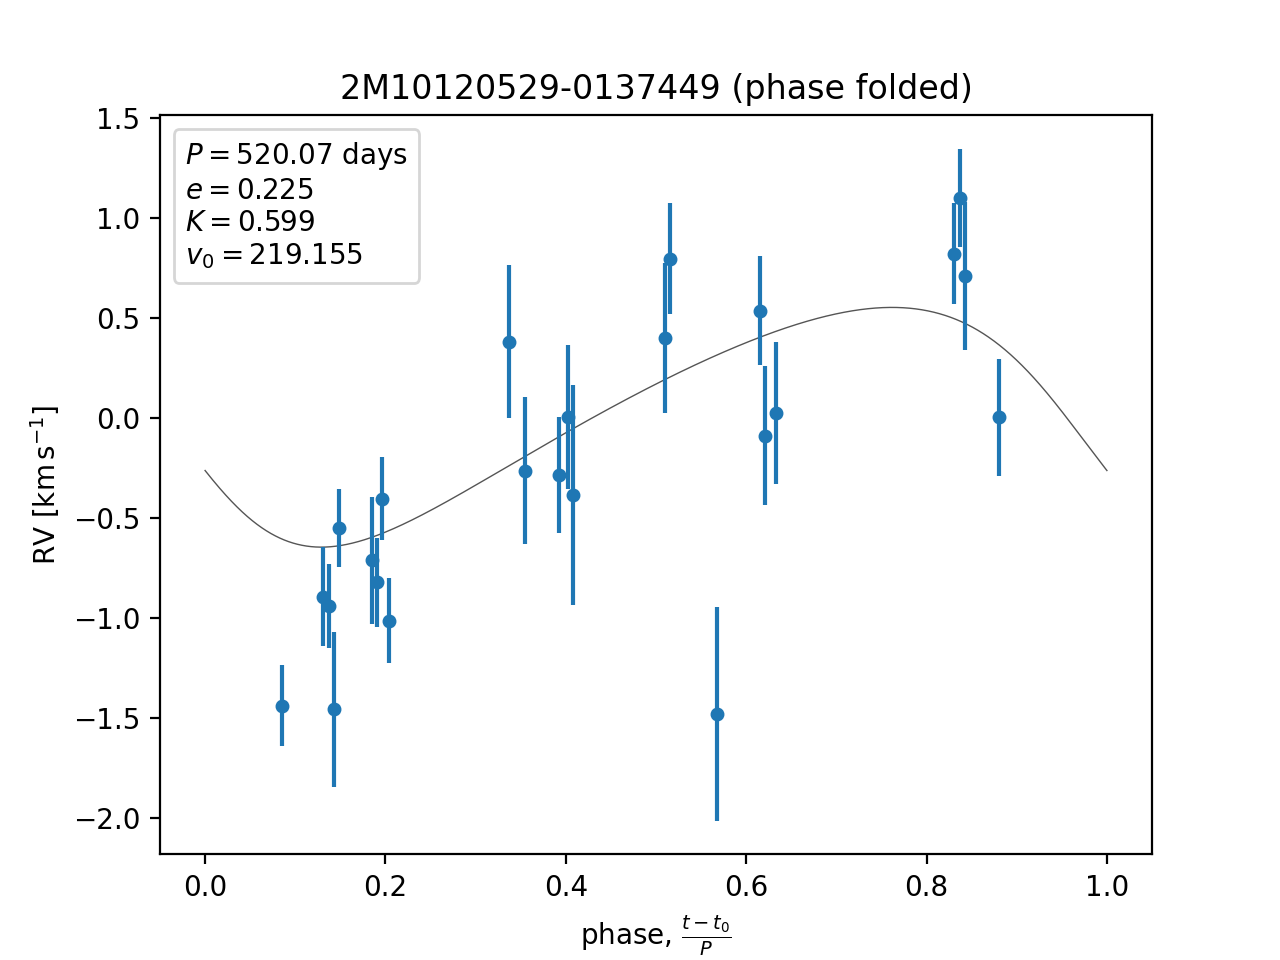 2M10120529-0137449 (phase folded)
P = 520.07 days
e = 0.225
K = 0.599
v₀ = 219.155
1.5
1.0
0.5
0.0
−0.5
−1.0
−1.5
−2.0
RV [km s⁻¹]
0.0 0.2 0.4 0.6 0.8 1.0
phase, (t − t₀)/P